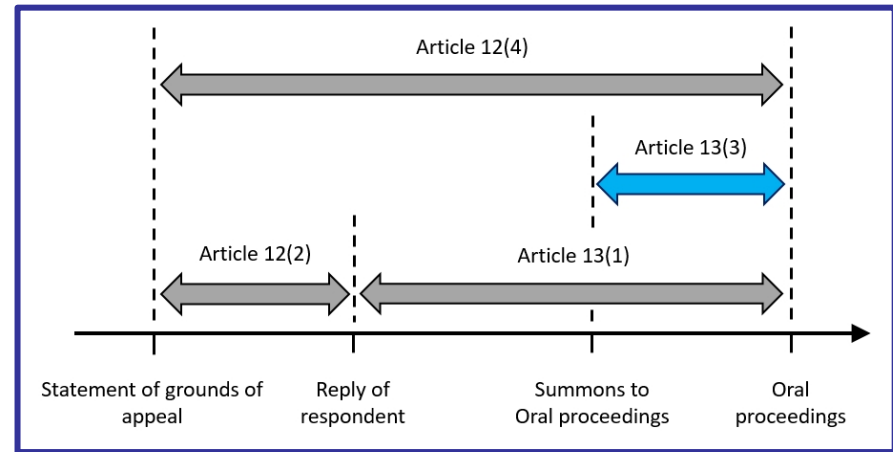 Article 12(4)
Article 13(3)
Article 12(2)
Article 13(1)
Statement of grounds of
appeal
Reply of
respondent
Summons to
Oral proceedings
Oral
proceedings